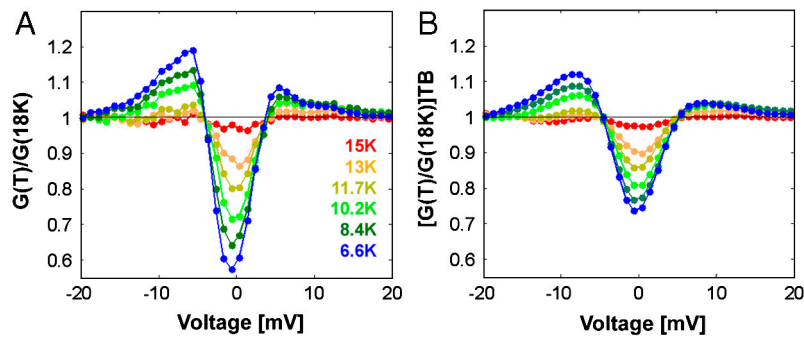 A
G(T)/G(18K)
1.2
1.1
1
0.9
0.8
0.7
0.6
15K
13K
11.7K
10.2K
8.4K
6.6K
-20
-10
0
10
20
Voltage [mV]
B
[G(T)/G(18K)]TB
1.2
1.1
1
0.9
0.8
0.7
0.6
-20
-10
0
10
20
Voltage [mV]